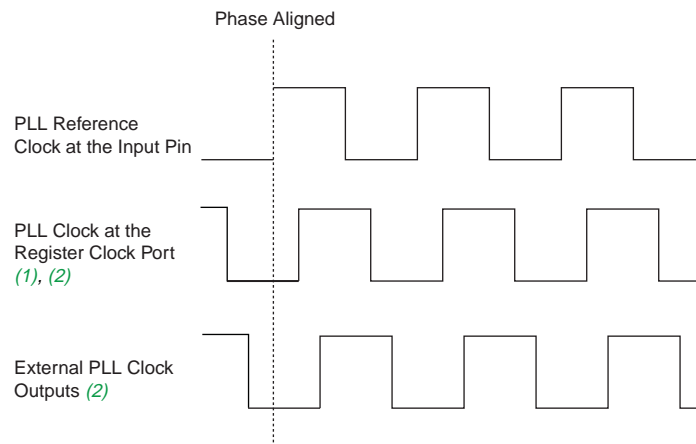 Phase Aligned
PLL Reference
Clock at the Input Pin
PLL Clock at the
Register Clock Port
(1), (2)
External PLL Clock
Outputs (2)